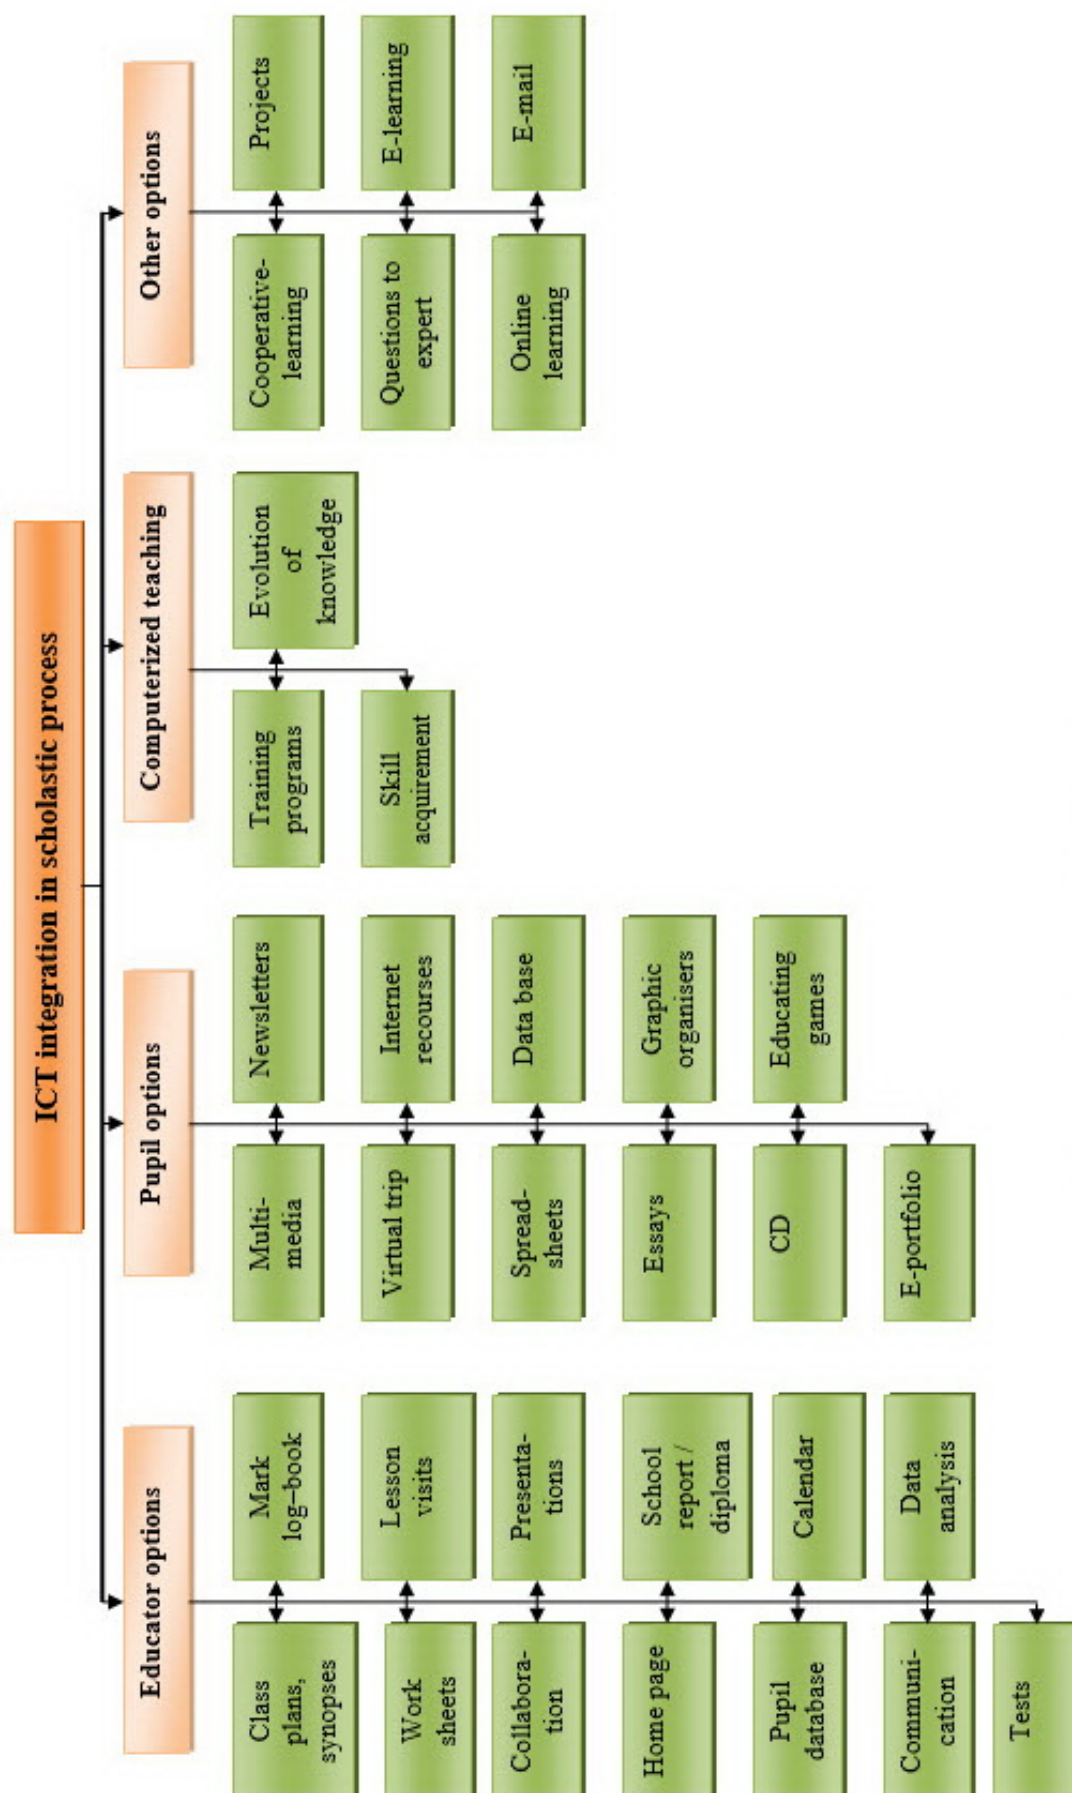 ICT integration in scholastic process
Educator options
Class
plans,
synopses
Mark
log–book
Work
sheets
Lesson
visits
Collabora-
tion
Presenta-
tions
Home page
School
report /
diploma
Pupil
database
Calendar
Communi-
cation
Data
analysis
Tests
Pupil options
Multi-
media
Newsletters
Virtual trip
Internet
recourses
Spread-
sheets
Data base
Essays
Graphic
organisers
CD
Educating
games
E-portfolio
Computerized teaching
Training
programs
Evolution
of
knowledge
Skill
acquirement
Other options
Cooperative-
learning
Projects
Questions to
expert
E-learning
Online
learning
E-mail